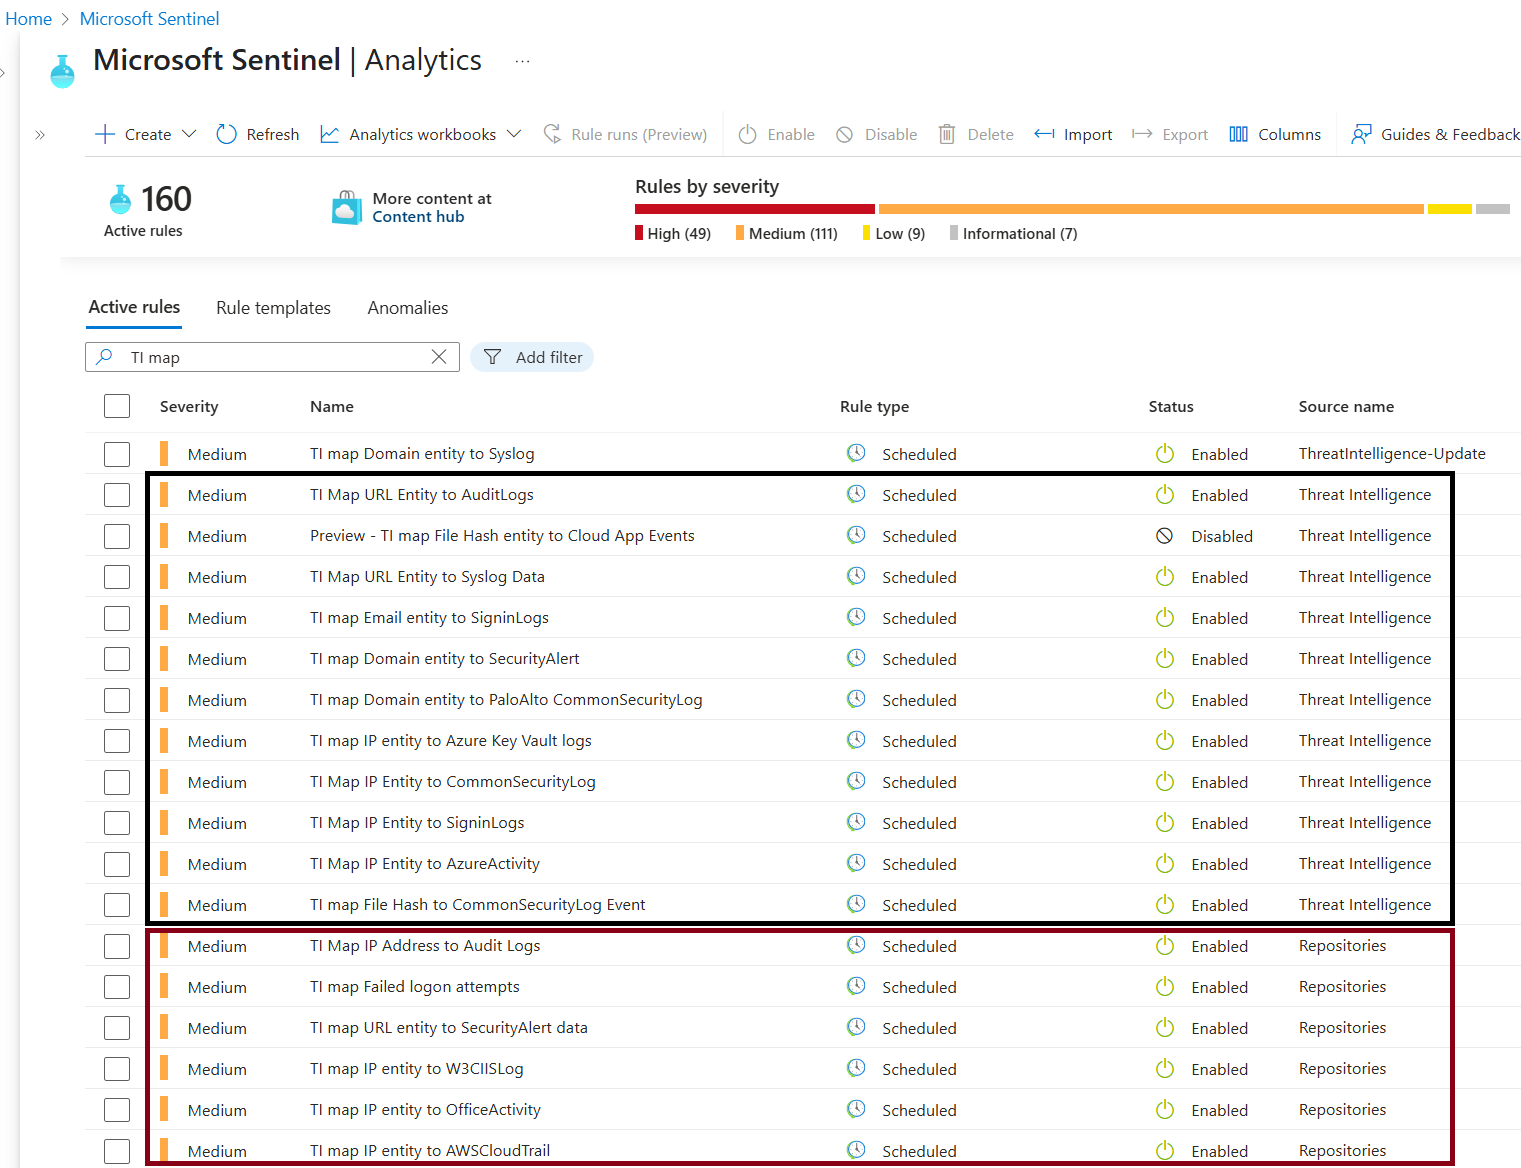 Home > Microsoft Sentinel
Microsoft Sentinel | Analytics ...
Create Refresh Analytics workbooks Rule runs (Preview) Enable Disable Delete Import Export Columns Guides & Feedback
160
Active rules
More content at
Content hub
Rules by severity
High (49) Medium (111) Low (9) Informational (7)
Active rules Rule templates Anomalies
TI map Add filter
Severity Name Rule type Status Source name
Medium TI map Domain entity to Syslog Scheduled Enabled ThreatIntelligence-Update
Medium TI Map URL Entity to AuditLogs Scheduled Enabled Threat Intelligence
Medium Preview - TI map File Hash entity to Cloud App Events Scheduled Disabled Threat Intelligence
Medium TI Map URL Entity to Syslog Data Scheduled Enabled Threat Intelligence
Medium TI map Email entity to SigninLogs Scheduled Enabled Threat Intelligence
Medium TI map Domain entity to SecurityAlert Scheduled Enabled Threat Intelligence
Medium TI map Domain entity to PaloAlto CommonSecurityLog Scheduled Enabled Threat Intelligence
Medium TI map IP entity to Azure Key Vault logs Scheduled Enabled Threat Intelligence
Medium TI Map IP Entity to CommonSecurityLog Scheduled Enabled Threat Intelligence
Medium TI Map IP Entity to SigninLogs Scheduled Enabled Threat Intelligence
Medium TI Map IP Entity to AzureActivity Scheduled Enabled Threat Intelligence
Medium TI map File Hash to CommonSecurityLog Event Scheduled Enabled Threat Intelligence
Medium TI Map IP Address to Audit Logs Scheduled Enabled Repositories
Medium TI map Failed logon attempts Scheduled Enabled Repositories
Medium TI map URL entity to SecurityAlert data Scheduled Enabled Repositories
Medium TI map IP entity to W3CIISLog Scheduled Enabled Repositories
Medium TI map IP entity to OfficeActivity Scheduled Enabled Repositories
Medium TI map IP entity to AWSCloudTrail Scheduled Enabled Repositories